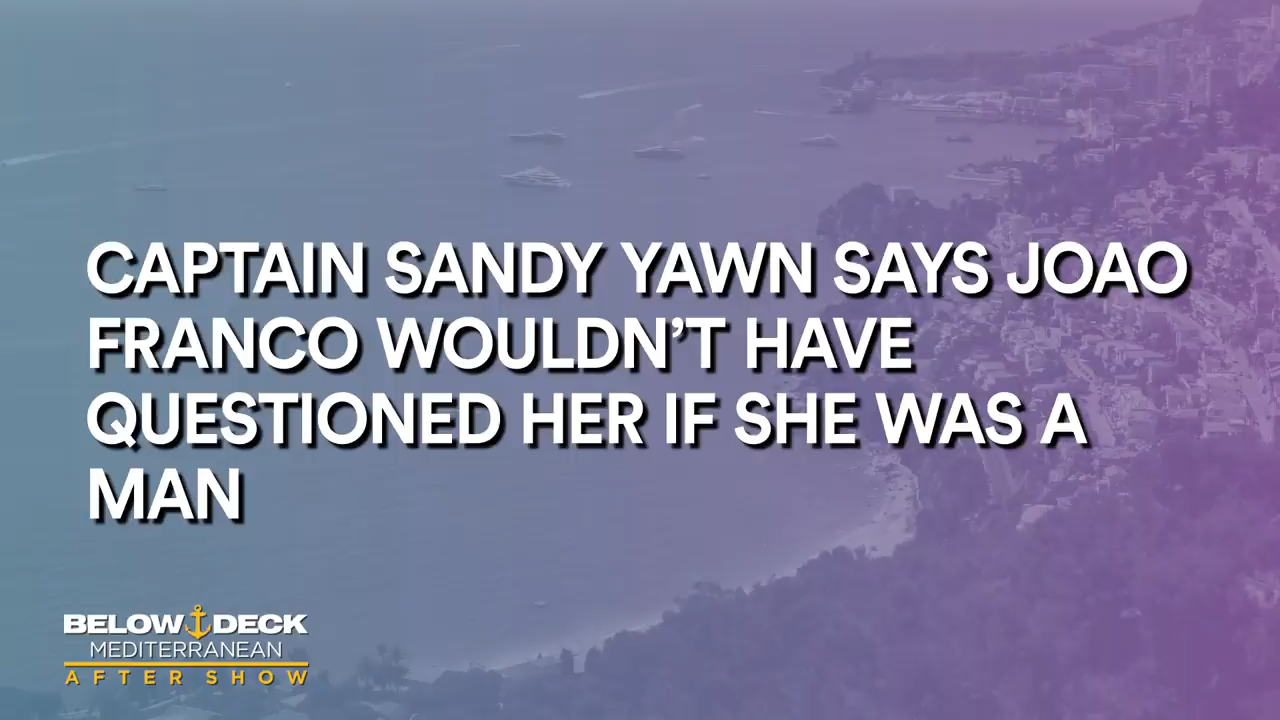 CAPTAIN SANDY YAWN SAYS JOAO
FRANCO WOULDN’T HAVE
QUESTIONED HER IF SHE WAS A
MAN
BELOW DECK
MEDITERRANEAN
AFTER SHOW